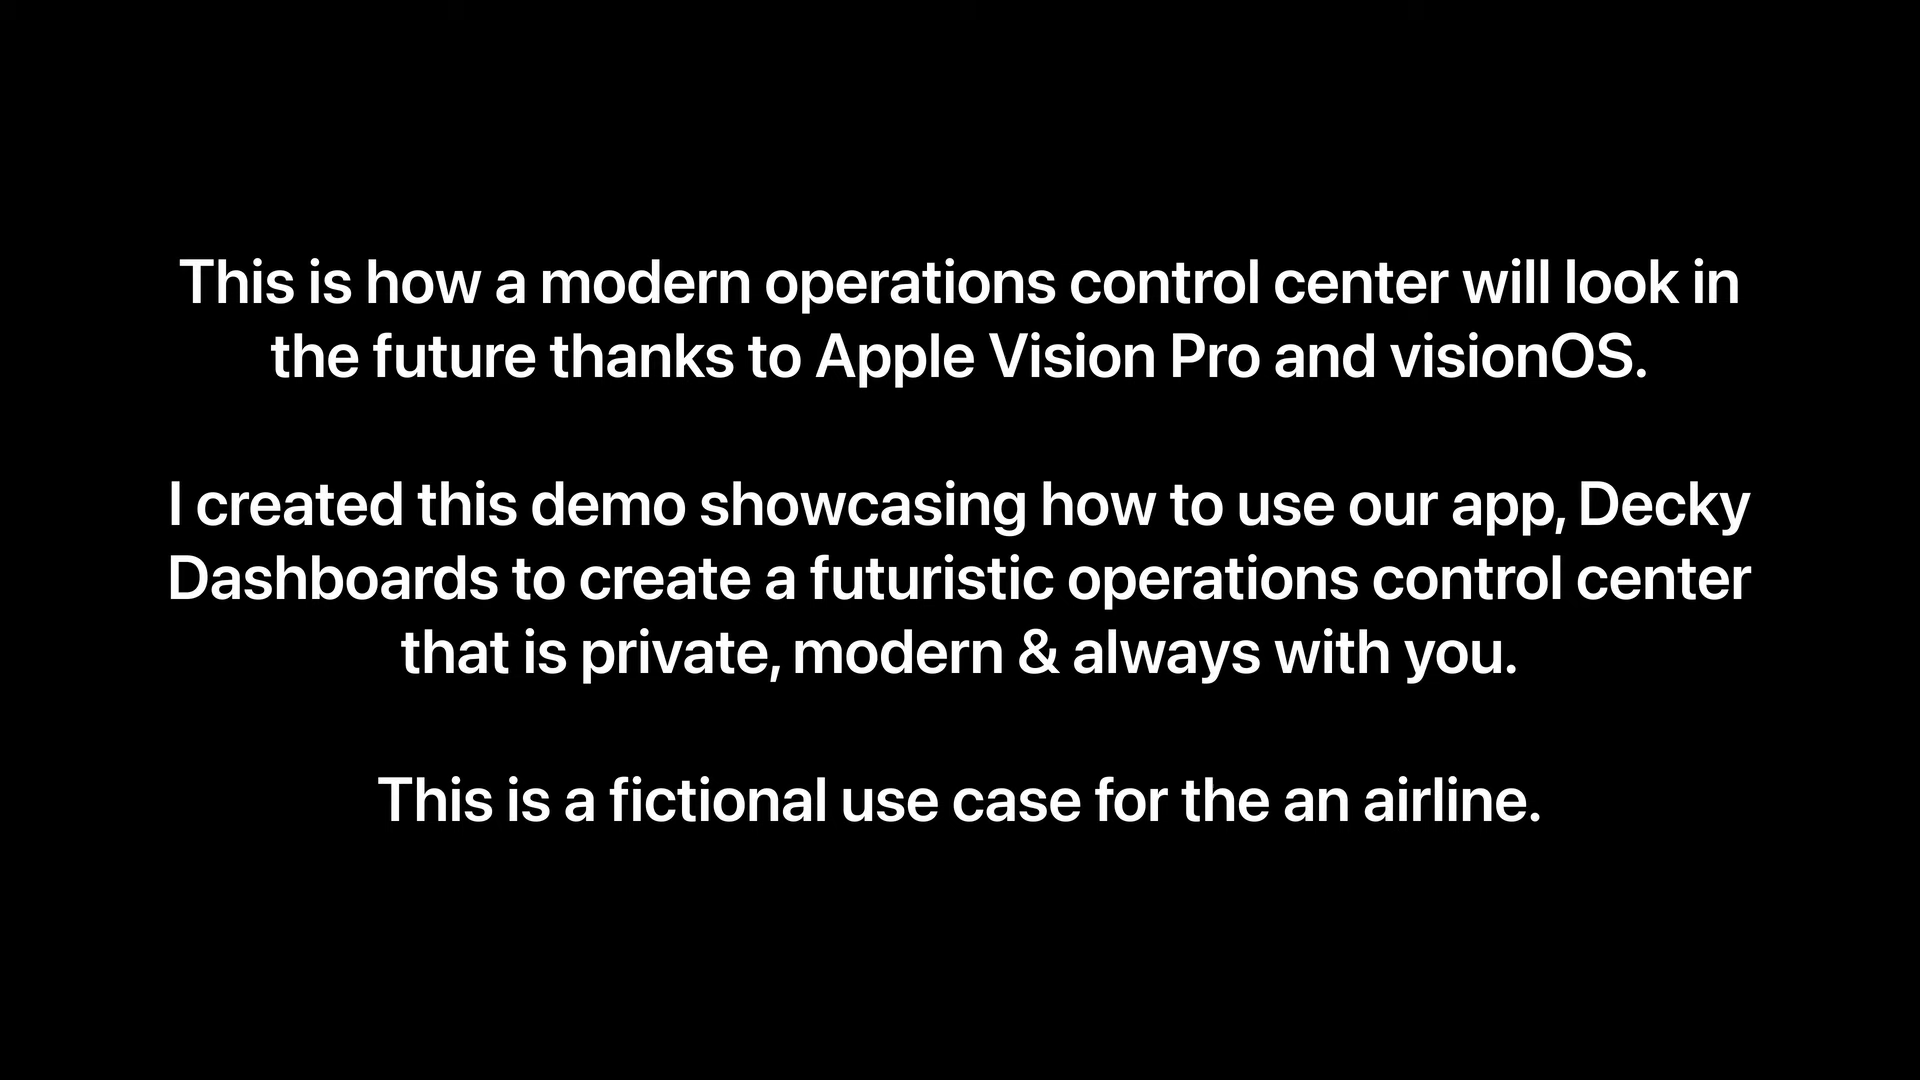 This is how a modern operations control center will look in
the future thanks to Apple Vision Pro and visionOS.
I created this demo showcasing how to use our app, Decky
Dashboards to create a futuristic operations control center
that is private, modern & always with you.
This is a fictional use case for the an airline.